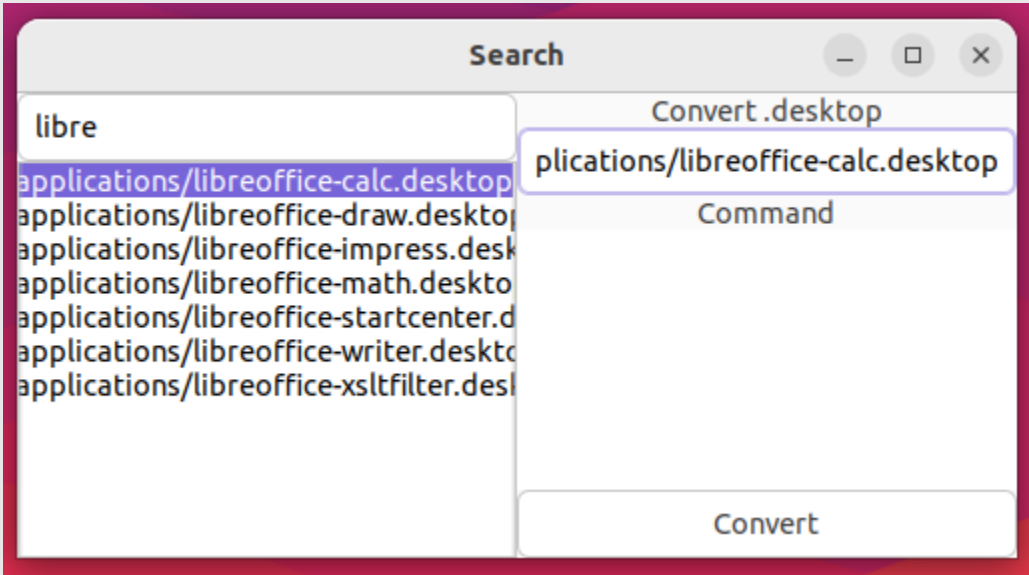 Search
libre
applications/libreoffice-calc.desktop
applications/libreoffice-draw.desktop
applications/libreoffice-impress.desk
applications/libreoffice-math.deskto
applications/libreoffice-startcenter.d
applications/libreoffice-writer.deskto
applications/libreoffice-xsltfilter.desk
Convert .desktop
plications/libreoffice-calc.desktop
Command
Convert